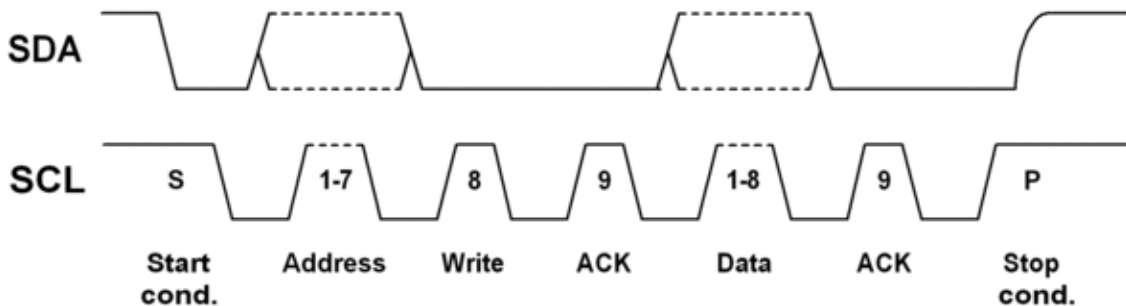 SDA
SCL
S 1-7 8 9 1-8 9 P
Start Address Write ACK Data ACK Stop
cond. cond.